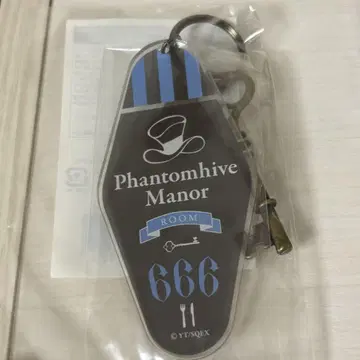 Phantomhive
Manor
ROOM
666
©YT/SQEX